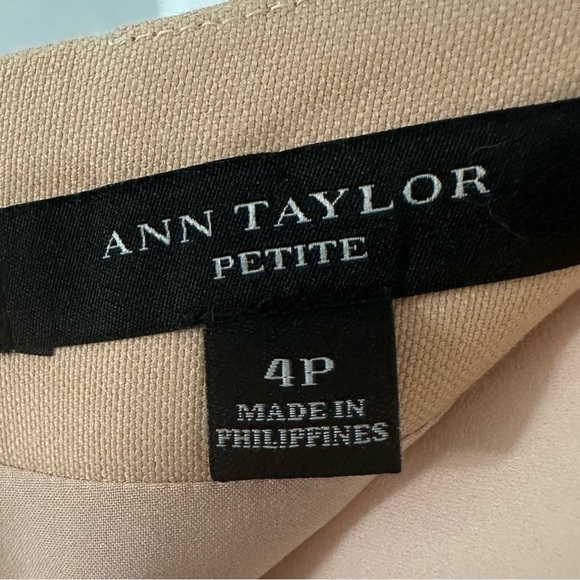 ANN TAYLOR
PETITE
4P
MADE IN
PHILIPPINES